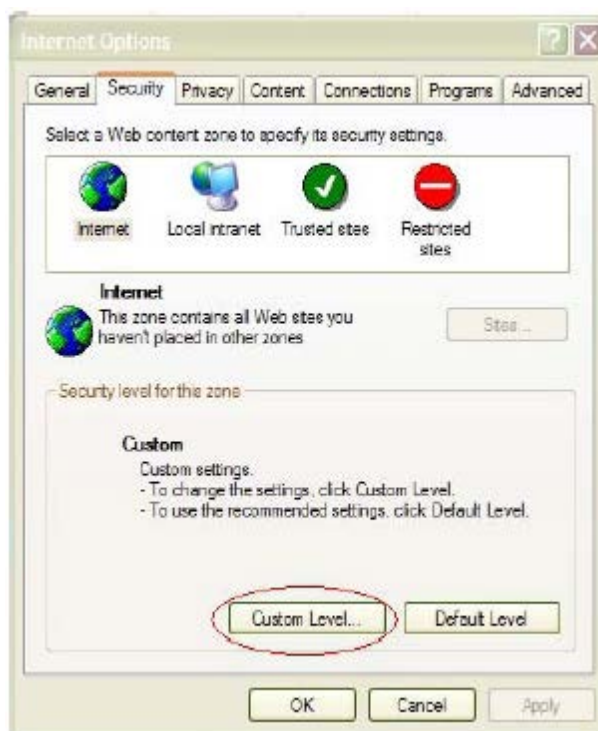 Internet Options
General Security Privacy Content Connections Programs Advanced
Select a Web content zone to specify its security settings.
Internet Local intranet Trusted sites Restricted sites
Internet
This zone contains all Web sites you
haven't placed in other zones
Sites...
Security level for this zone
Custom
Custom settings.
- To change the settings, click Custom Level.
- To use the recommended settings, click Default Level.
Custom Level... Default Level
OK Cancel Apply